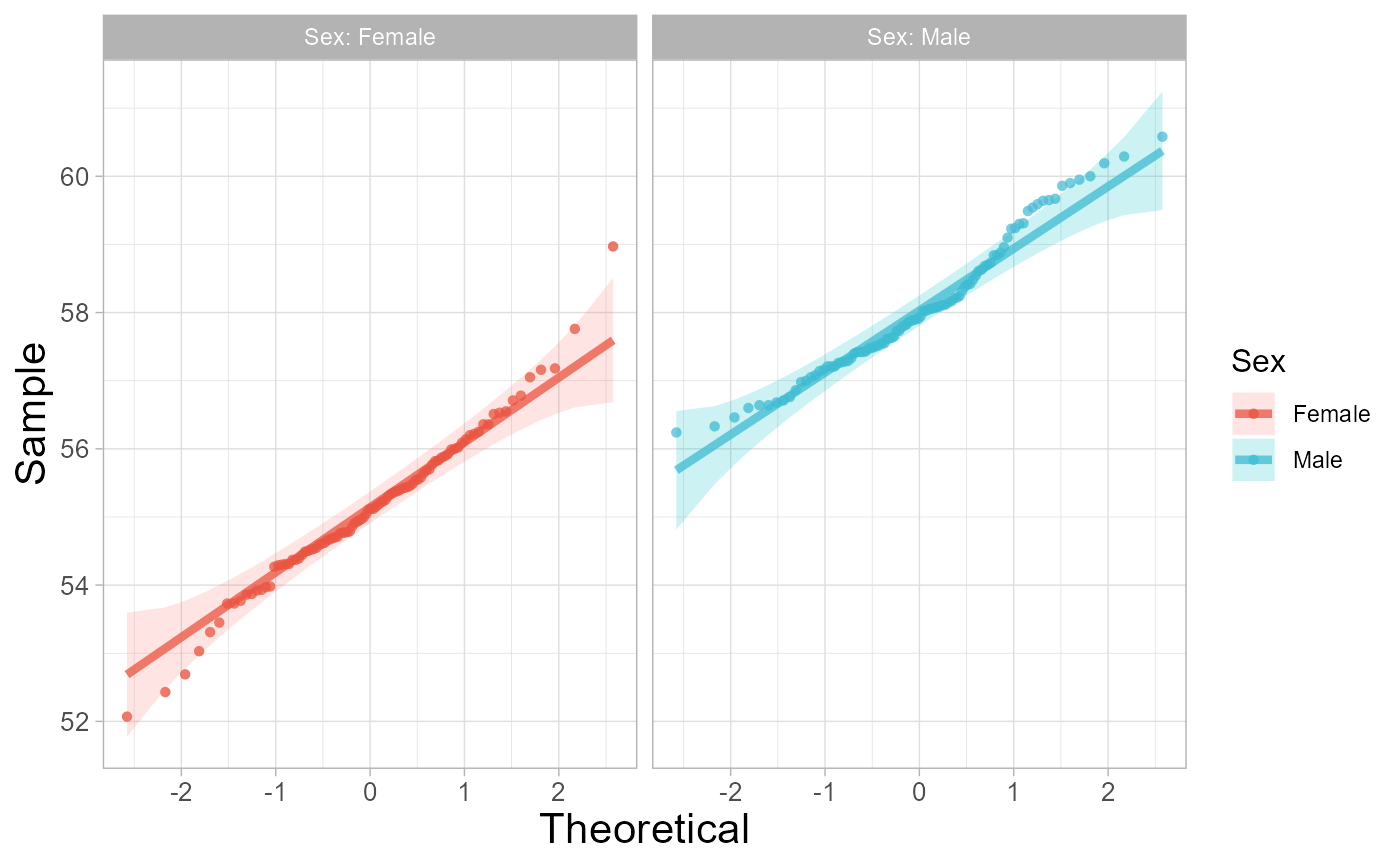 Sex: Female
Sex: Male
Sample
60
58
56
54
52
-2 -1 0 1 2
-2 -1 0 1 2
Theoretical
Sex
Female
Male